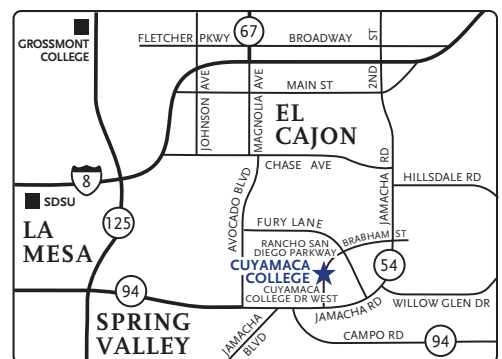 GROSSMONT
COLLEGE
FLETCHER PKWY
67
BROADWAY
2ND ST
JOHNSON AVE
MAGNOLIA AVE
MAIN ST
EL
CAJON
CHASE AVE
8
SDSU
LA
MESA
125
AVOCADO BLVD
JAMACHA RD
HILLSDALE RD
FURY LANE
RANCHO SAN
DIEGO PARKWAY
BRABHAM ST
CUYAMACA
COLLEGE
CUYAMACA
COLLEGE DR WEST
54
94
JAMACHA RD
WILLOW GLEN DR
SPRING
VALLEY
JAMACHA
BLVD
CAMPO RD
94